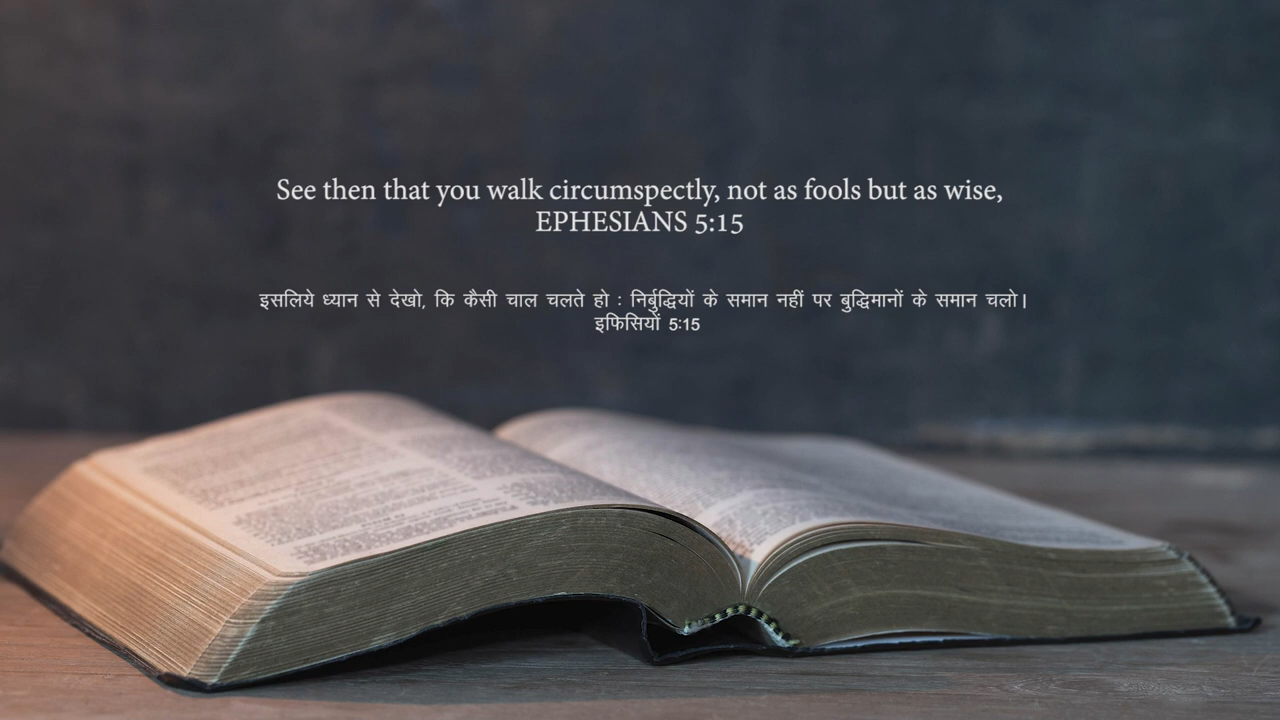 See then that you walk circumspectly, not as fools but as wise,
EPHESIANS 5:15
इसलिये ध्यान से देखो, कि कैसी चाल चलते हो : निर्बुद्धियों के समान नहीं पर बुद्धिमानों के समान चलो।
इफिसियों 5:15